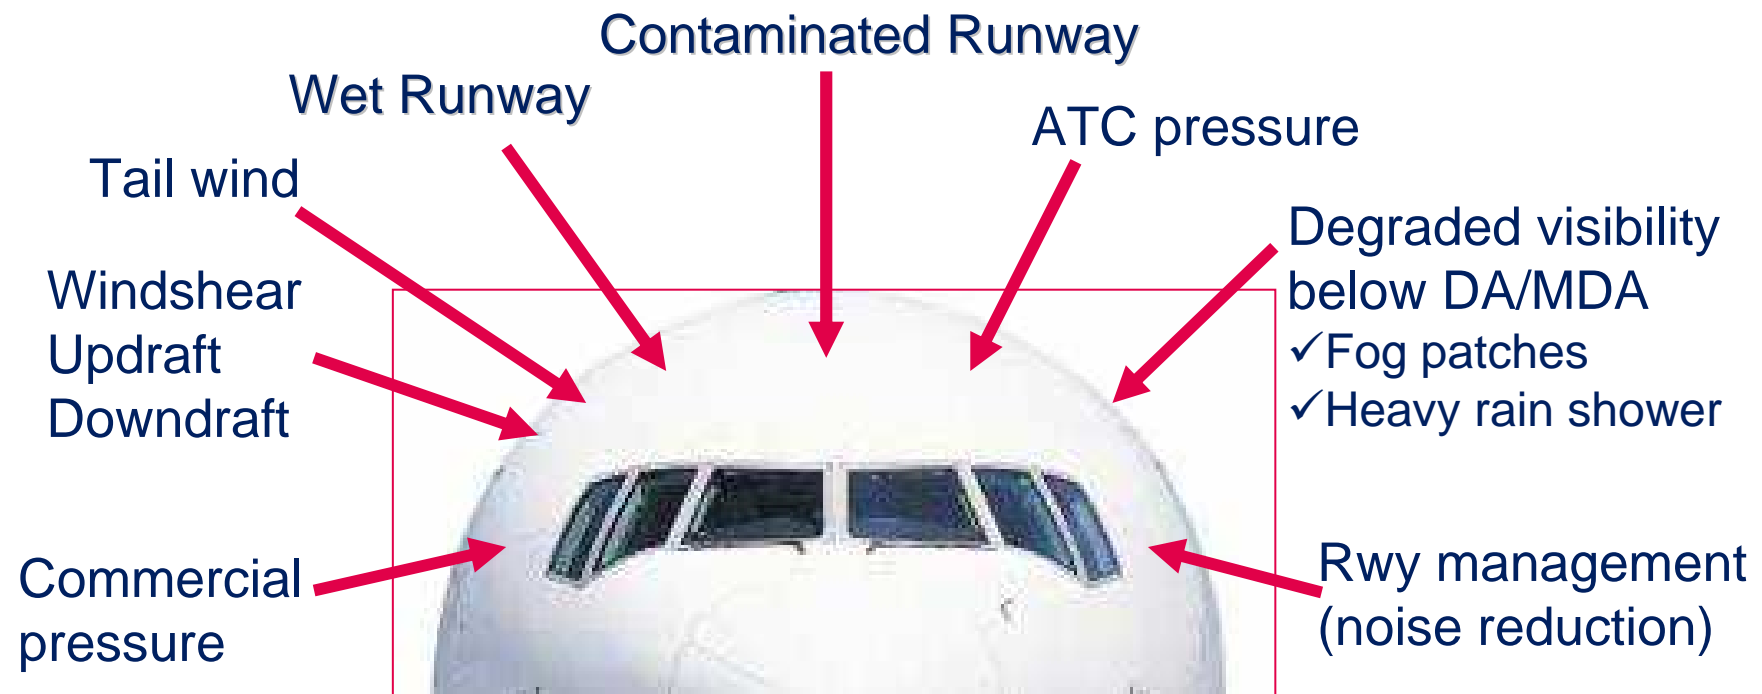 Contaminated Runway
Wet Runway
ATC pressure
Tail wind
Degraded visibility
below DA/MDA
✓Fog patches
✓Heavy rain shower
Windshear
Updraft
Downdraft
Commercial
pressure
Rwy management
(noise reduction)